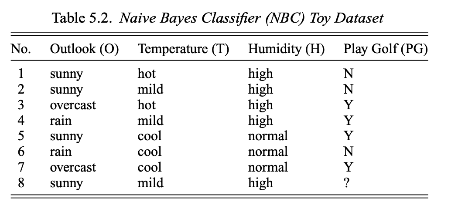 Table 5.2. Naive Bayes Classifier (NBC) Toy Dataset
No. Outlook (O) Temperature (T) Humidity (H) Play Golf (PG)
1 sunny hot high N
2 sunny mild high N
3 overcast hot high Y
4 rain mild high Y
5 sunny cool normal Y
6 rain cool normal N
7 overcast cool normal Y
8 sunny mild high ?